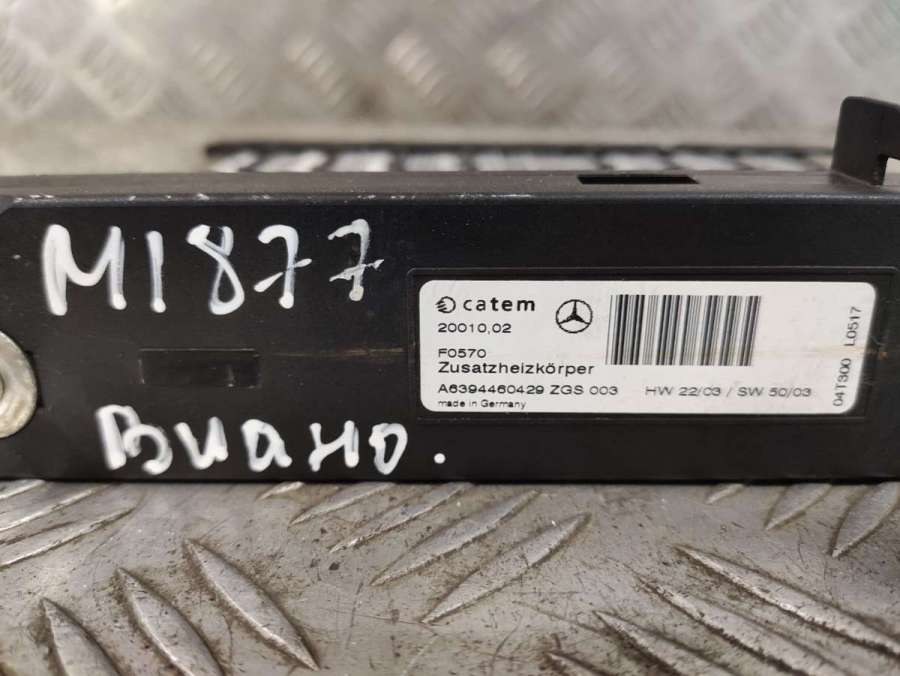 M1877
Виано.
catem
20010,02
F0570
Zusatzheizkörper
A6394460429 ZGS 003 HW 22/03 / SW 50/03
made in Germany
04T300 L0517